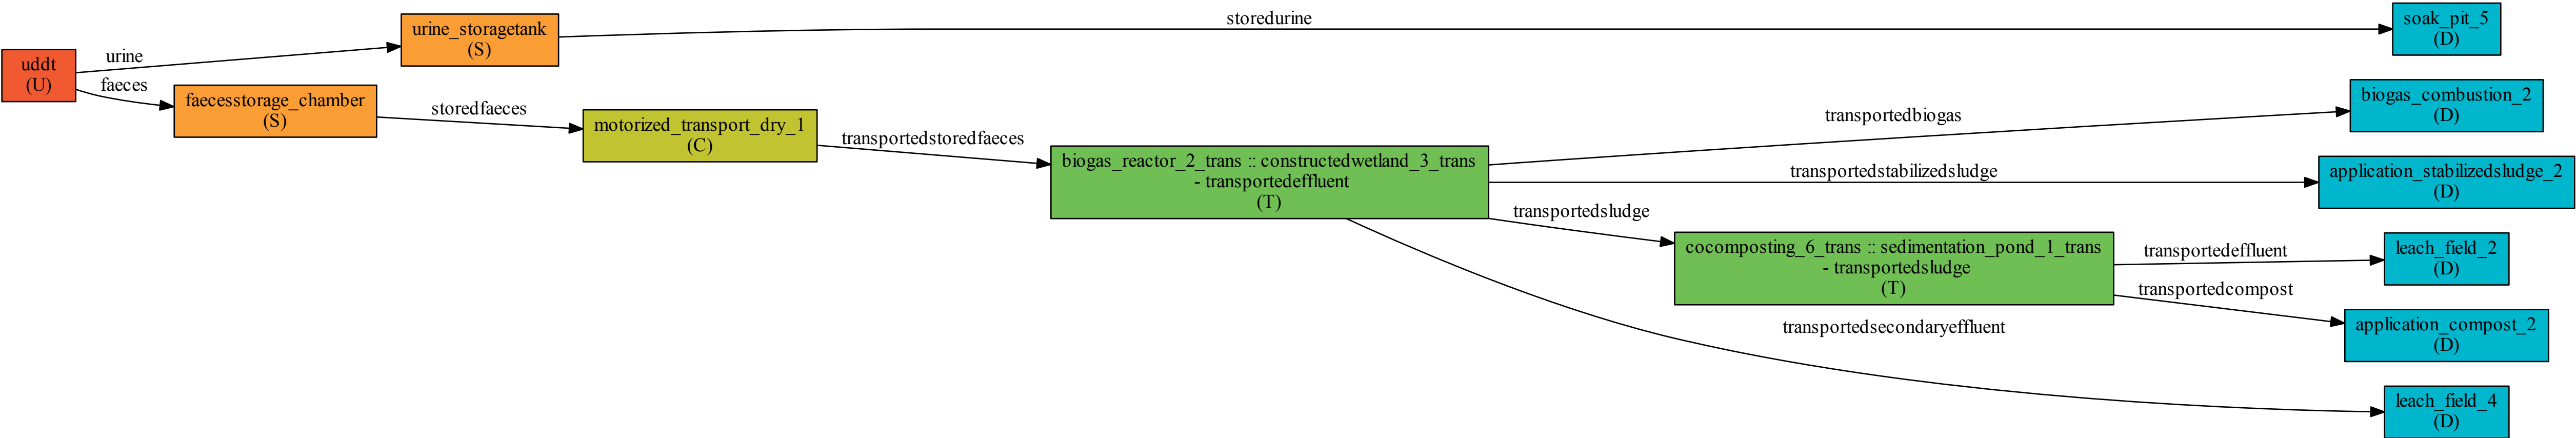 uddt
(U)
urine
faeces
urine_storagetank
(S)
faecesstorage_chamber
(S)
storedurine
storedfaeces
motorized_transport_dry_1
(C)
transportedstoredfaeces
biogas_reactor_2_trans :: constructedwetland_3_trans
- transportedeffluent
(T)
transportedbiogas
transportedstabilizedsludge
transportedsludge
transportedsecondaryeffluent
cocomposting_6_trans :: sedimentation_pond_1_trans
- transportedsludge
(T)
transportedeffluent
transportedcompost
soak_pit_5
(D)
biogas_combustion_2
(D)
application_stabilizedsludge_2
(D)
leach_field_2
(D)
application_compost_2
(D)
leach_field_4
(D)